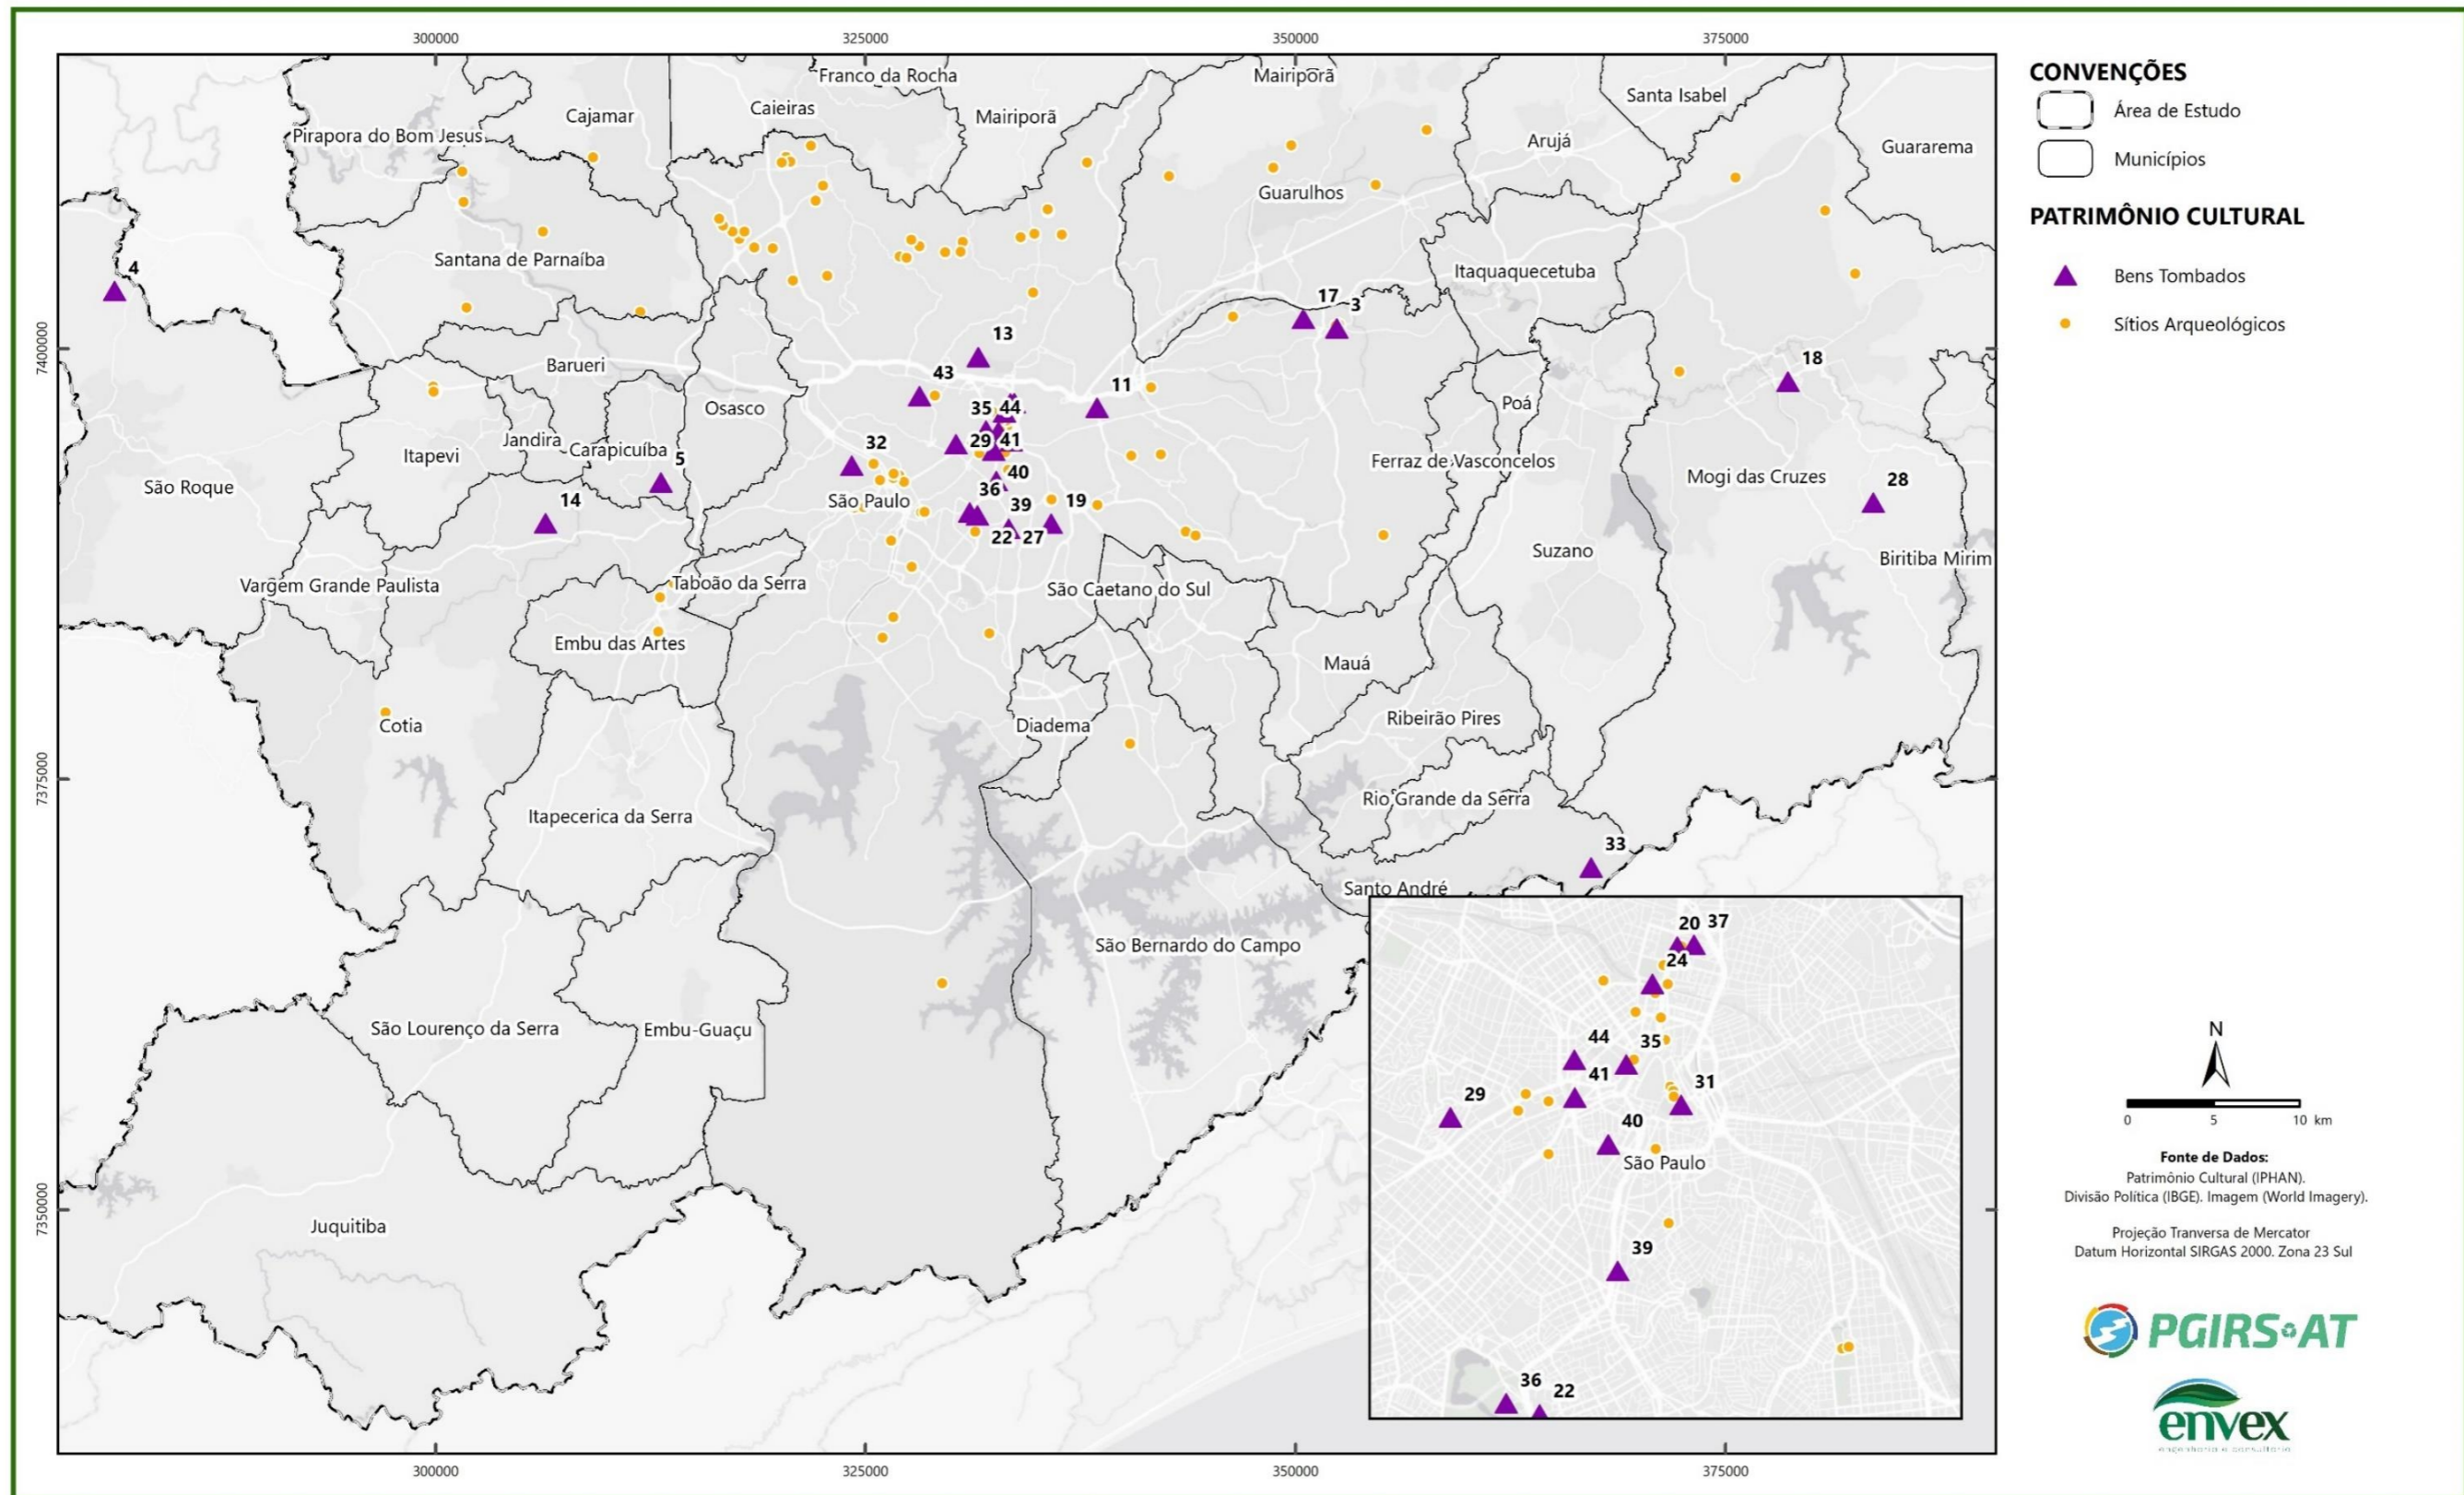 300000
325000
350000
375000
Franco da Rocha
Mairiporã
Santa Isabel
Cajamar
Caieiras
Mairiporã
Pirapora do Bom Jesus
Arujá
Guararema
Guarulhos
Santana de Parnaíba
4
Itaquaquecetuba
17
3
7400000
13
18
Barueri
43
11
Osasco
35
44
Poá
Jandira
Carapicuíba
32
29
41
Itapevi
5
Ferraz de Vasconcelos
São Roque
40
Mogi das Cruzes
28
14
São Paulo
36
39
19
22
27
Suzano
Biritiba Mirim
Vargem Grande Paulista
Taboão da Serra
São Caetano do Sul
Embu das Artes
Mauá
Cotia
Diadema
Ribeirão Pires
7375000
Itapecerica da Serra
Rio Grande da Serra
33
Santo André
São Bernardo do Campo
São Lourenço da Serra
Embu-Guaçu
7350000
Juquitiba
20
37
24
44
35
41
31
29
40
São Paulo
39
36
22
300000
325000
350000
375000
CONVENÇÕES
Área de Estudo
Municípios
PATRIMÔNIO CULTURAL
Bens Tombados
Sítios Arqueológicos
N
0
5
10 km
Fonte de Dados:
Patrimônio Cultural (IPHAN).
Divisão Política (IBGE). Imagem (World Imagery).
Projeção Tranversa de Mercator
Datum Horizontal SIRGAS 2000. Zona 23 Sul
PGIRS AT
envex
engenharia e consultoria